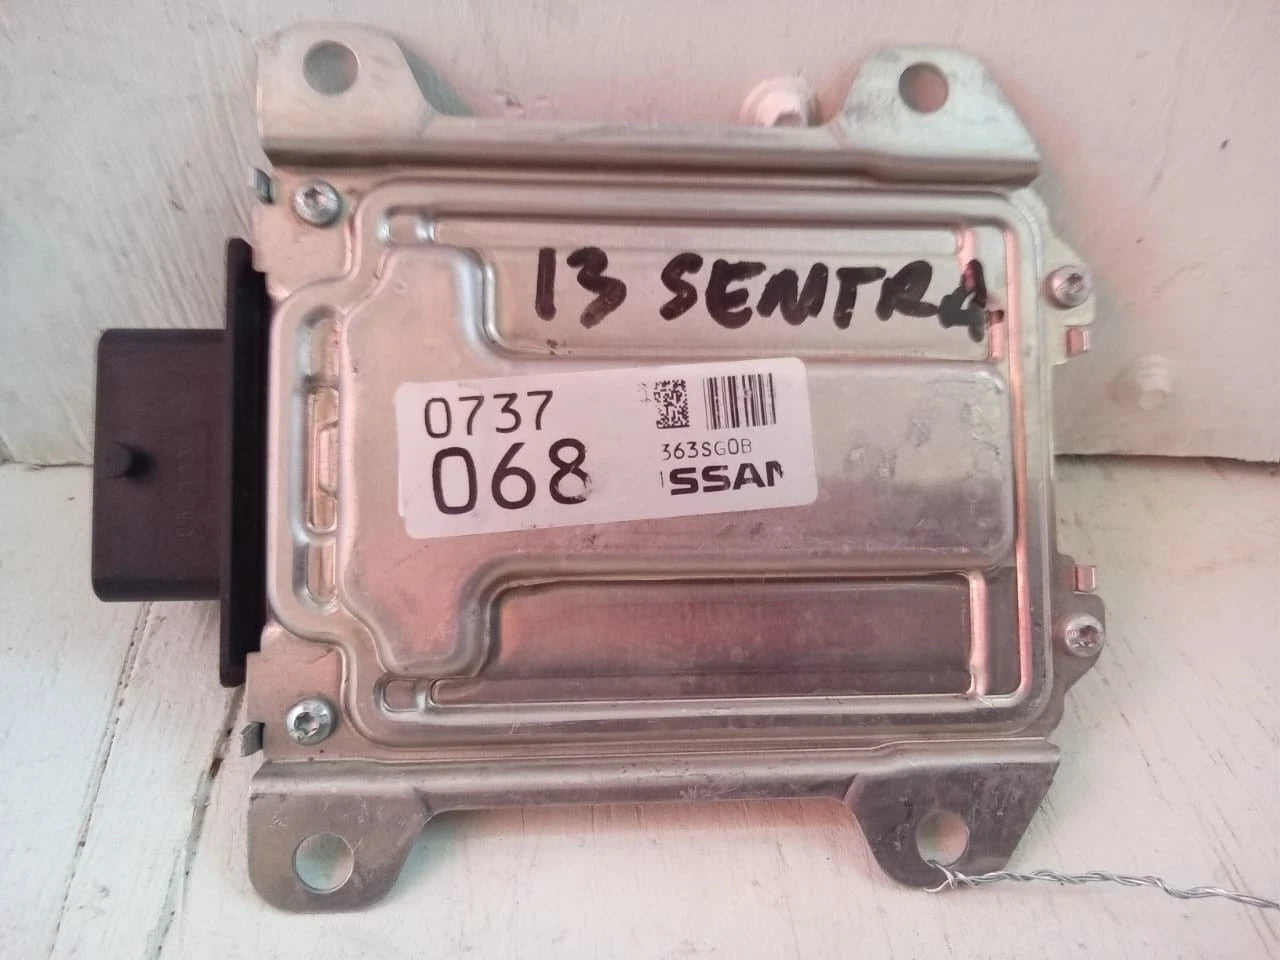 13 SENTRA
0737
068
363SG0B
ISSAN